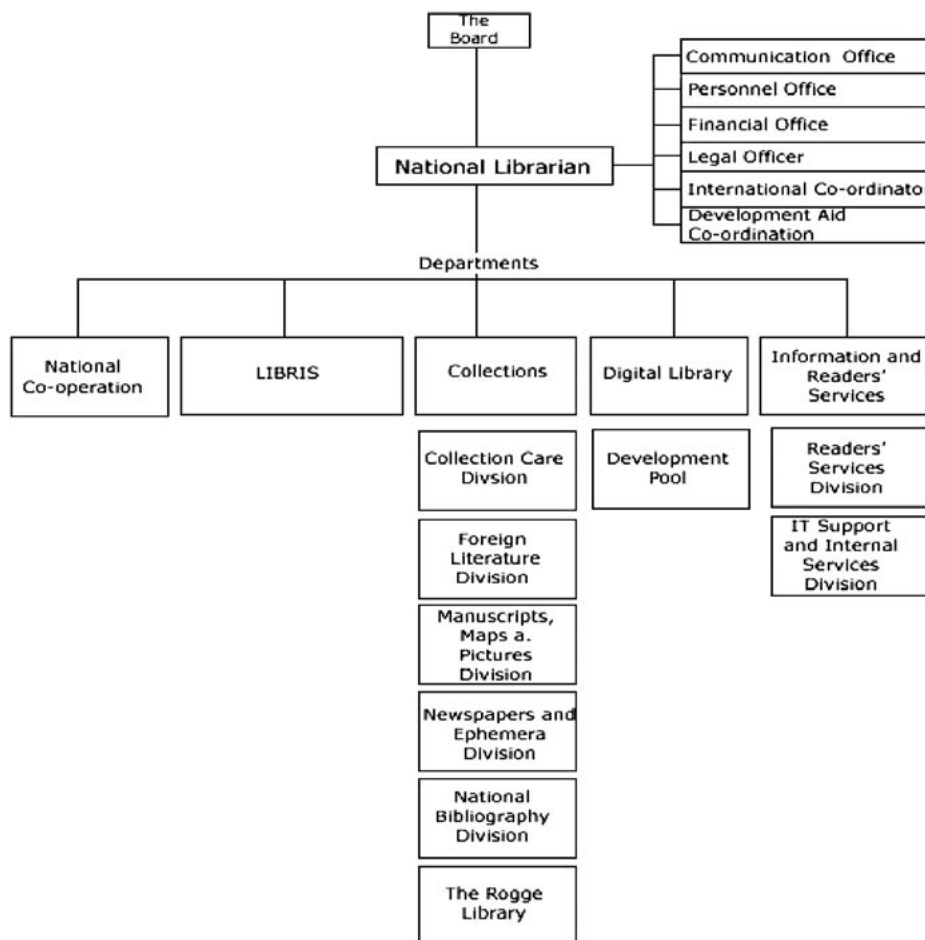 The
Board
Communication Office
Personnel Office
Financial Office
Legal Officer
International Co-ordinato
Development Aid
Co-ordination
National Librarian
Departments
National
Co-operation
LIBRIS
Collections
Digital Library
Information and
Readers'
Services
Collection Care
Divsion
Foreign
Literature
Division
Manuscripts,
Maps a.
Pictures
Division
Newspapers and
Ephemera
Division
National
Bibliography
Division
The Rogge
Library
Development
Pool
Readers'
Services
Division
IT Support
and Internal
Services
Division